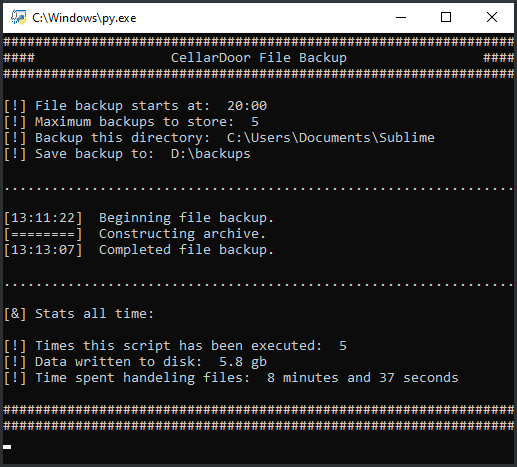 C:\Windows\py.exe
################################################################
#### CellarDoor File Backup ####
################################################################
[!] File backup starts at: 20:00
[!] Maximum backups to store: 5
[!] Backup this directory: C:\Users\Documents\Sublime
[!] Save backup to: D:\backups
................................................................
[13:11:22] Beginning file backup.
[========] Constructing archive.
[13:13:07] Completed file backup.
................................................................
[&] Stats all time:
[!] Times this script has been executed: 5
[!] Data written to disk: 5.8 gb
[!] Time spent handeling files: 8 minutes and 37 seconds
################################################################
################################################################